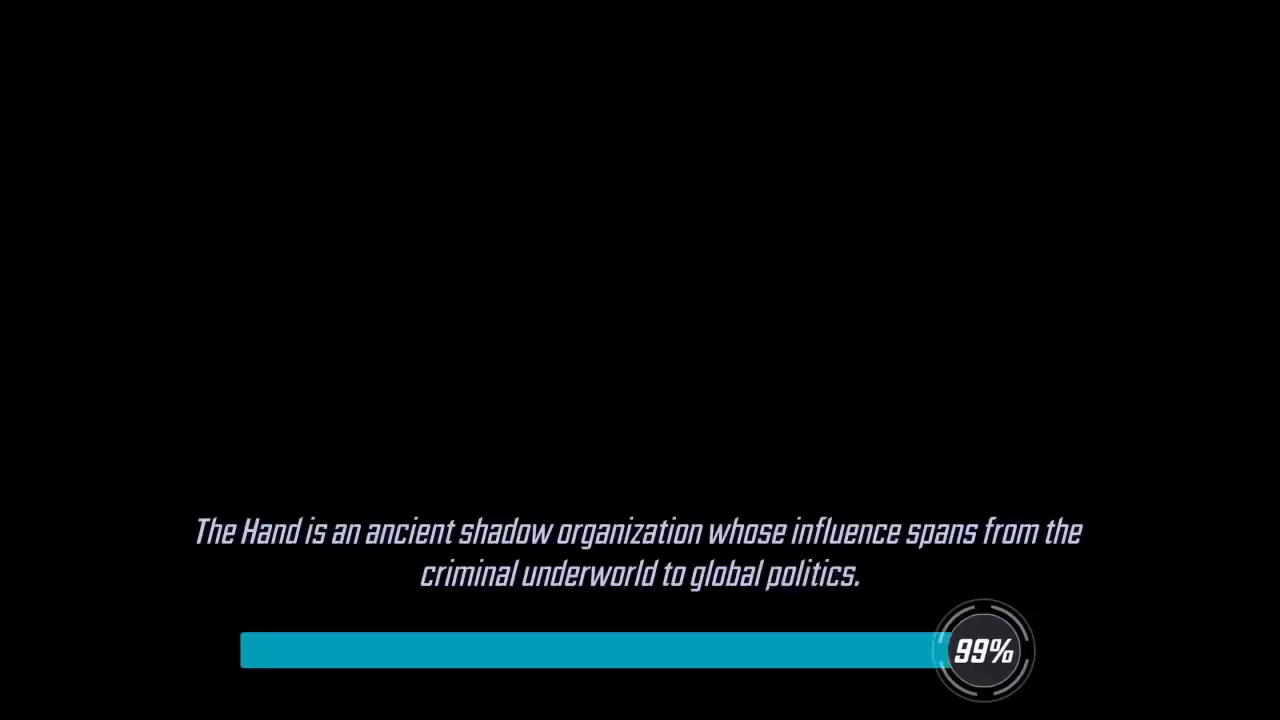 The Hand is an ancient shadow organization whose influence spans from the
criminal underworld to global politics.
99%